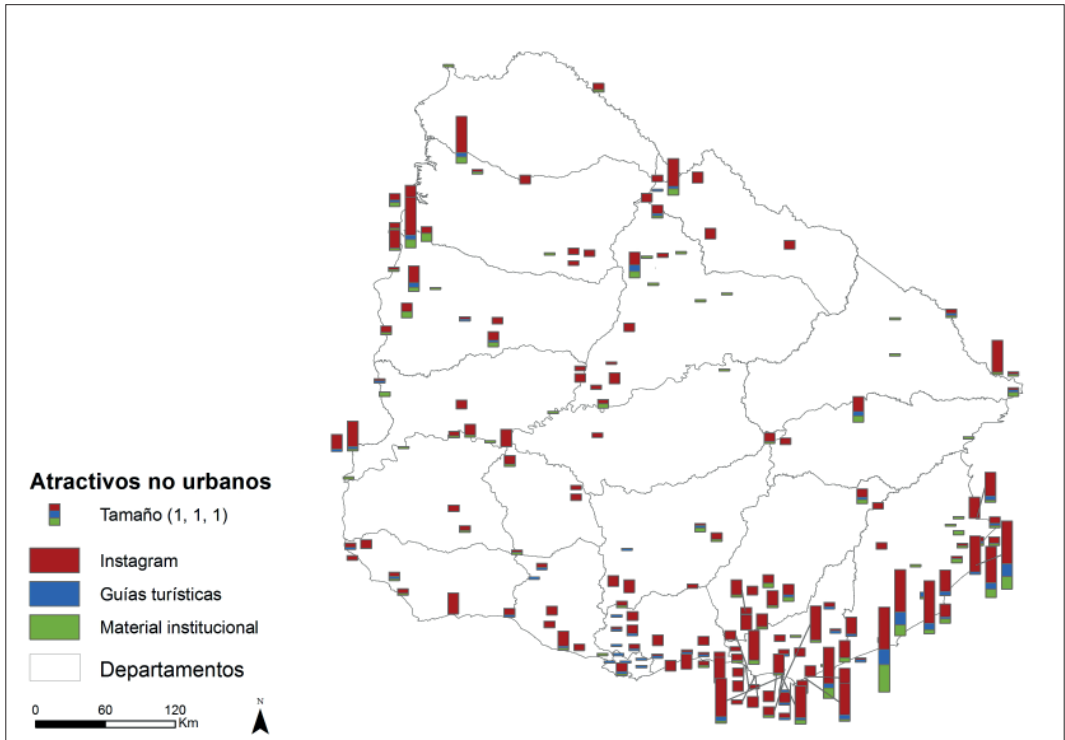 Atractivos no urbanos
Tamaño (1, 1, 1)
Instagram
Guías turísticas
Material institucional
Departamentos
0 60 120
Km
N